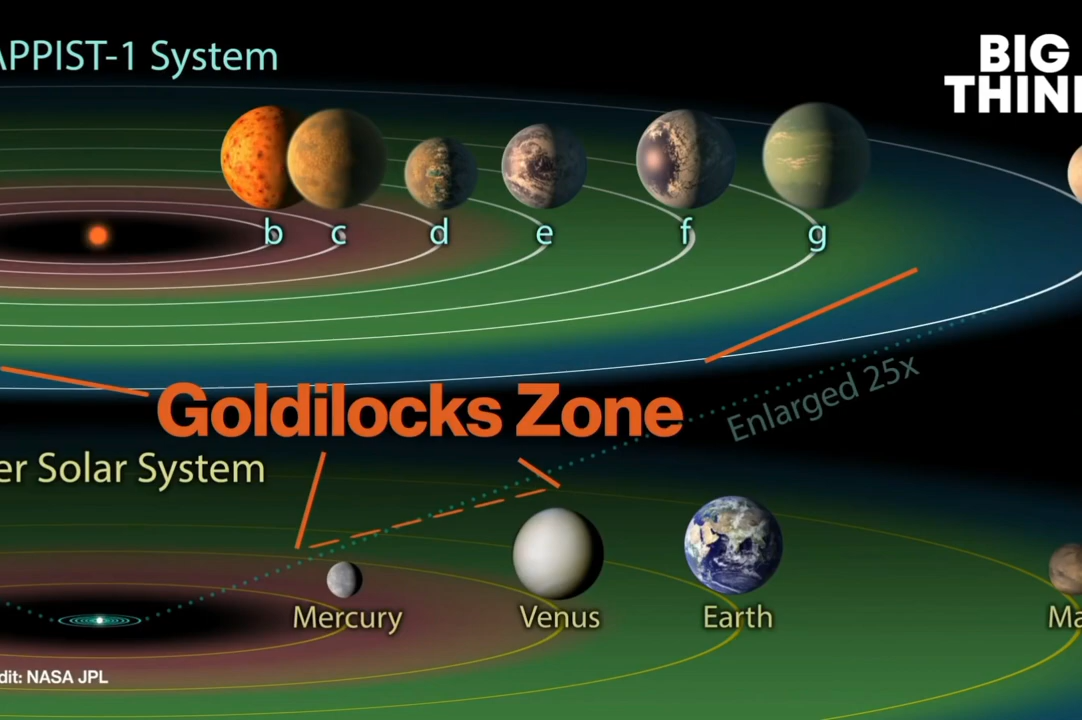 APPIST-1 System
BIG
THIN
b
c
d
e
f
g
Goldilocks Zone
Enlarged 25x
er Solar System
Mercury
Venus
Earth
Ma
dit: NASA JPL